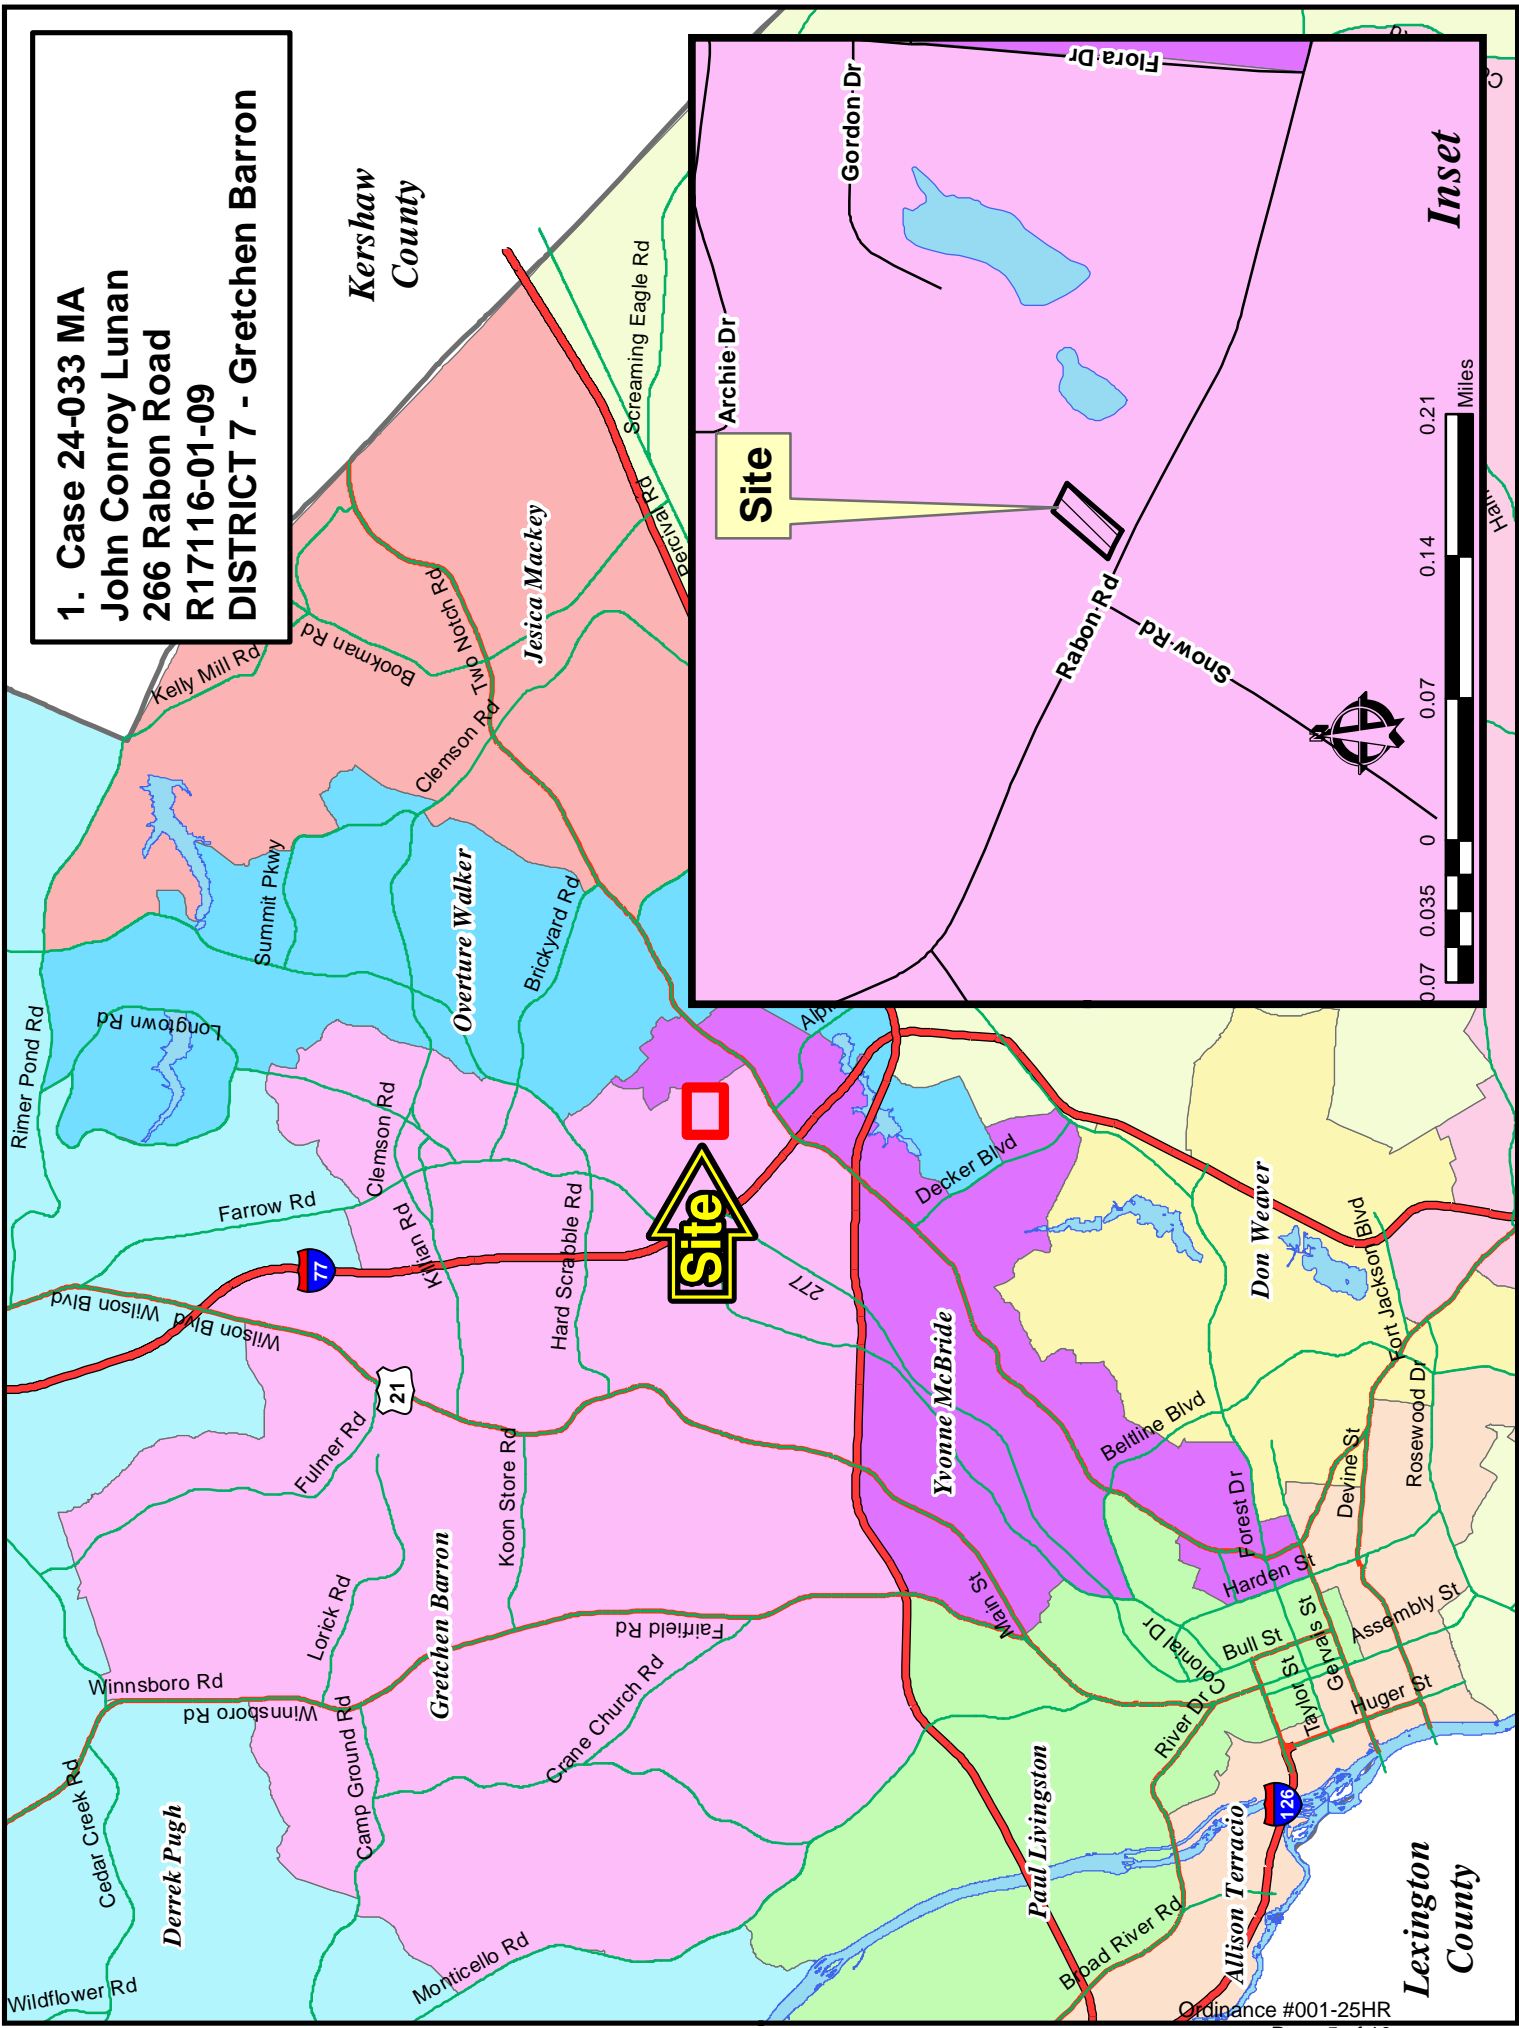 1. Case 24-033 MA
John Conroy Lunan
266 Rabon Road
R17116-01-09
DISTRICT 7 - Gretchen Barron
Kershaw
County
Wildflower Rd
Cedar Creek Rd
Derrek Pugh
Winnsboro Rd
Winnsboro Rd
Camp Ground Rd
Lorick Rd
Monticello Rd
Gretchen Barron
Koon Store Rd
Crane Church Rd
Fairfield Rd
Fulmer Rd
21
Wilson Blvd
Wilson Blvd
77
Killian Rd
Farrow Rd
Clemson Rd
Hard Scrabble Rd
Rimer Pond Rd
Longtown Rd
Summit Pkwy
Overture Walker
Brickyard Rd
Kelly Mill Rd
Bookman Rd
Two Notch Rd
Clemson Rd
Jesica Mackey
Percival Rd
Screaming Eagle Rd
Site
277
Decker Blvd
Yvonne McBride
Don Weaver
Fort Jackson Blvd
Beltline Blvd
Forest Dr
Devine St
Rosewood Dr
Harden St
Main St
Colonial Dr
Bull St
Taylor St
Gervais St
Assembly St
Huger St
River Dr
Paul Livingston
Broad River Rd
Allison Terracio
126
Lexington
County
Archie Dr
Gordon Dr
Flora Dr
Site
Rabon Rd
Snow Rd
Inset
N
0.07 0.035 0 0.07 0.14 0.21
Miles
Ordinance #001-25HR